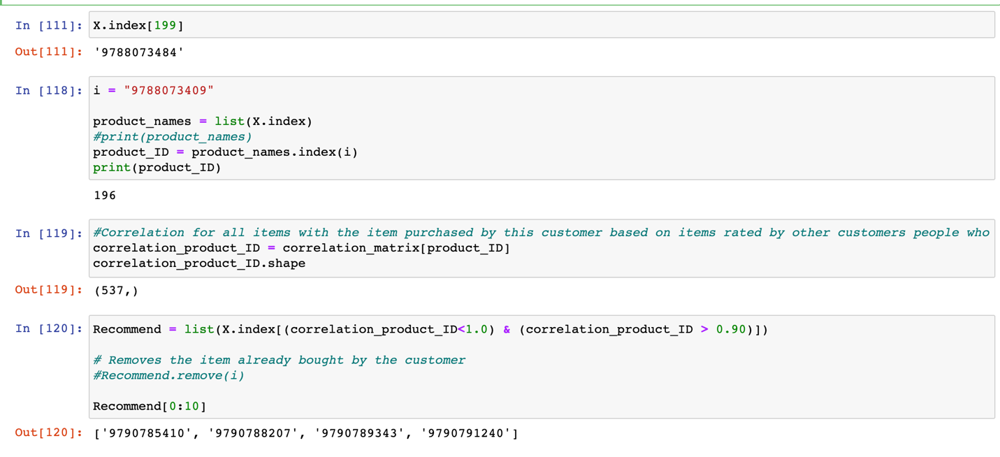 In [111]: X.index[199]
Out[111]: '9788073484'
In [118]: i = "9788073409"
product_names = list(X.index)
#print(product_names)
product_ID = product_names.index(i)
print(product_ID)
196
In [119]: #Correlation for all items with the item purchased by this customer based on items rated by other customers people who
correlation_product_ID = correlation_matrix[product_ID]
correlation_product_ID.shape
Out[119]: (537,)
In [120]: Recommend = list(X.index[(correlation_product_ID<1.0) & (correlation_product_ID > 0.90)])
# Removes the item already bought by the customer
#Recommend.remove(i)
Recommend[0:10]
Out[120]: ['9790785410', '9790788207', '9790789343', '9790791240']